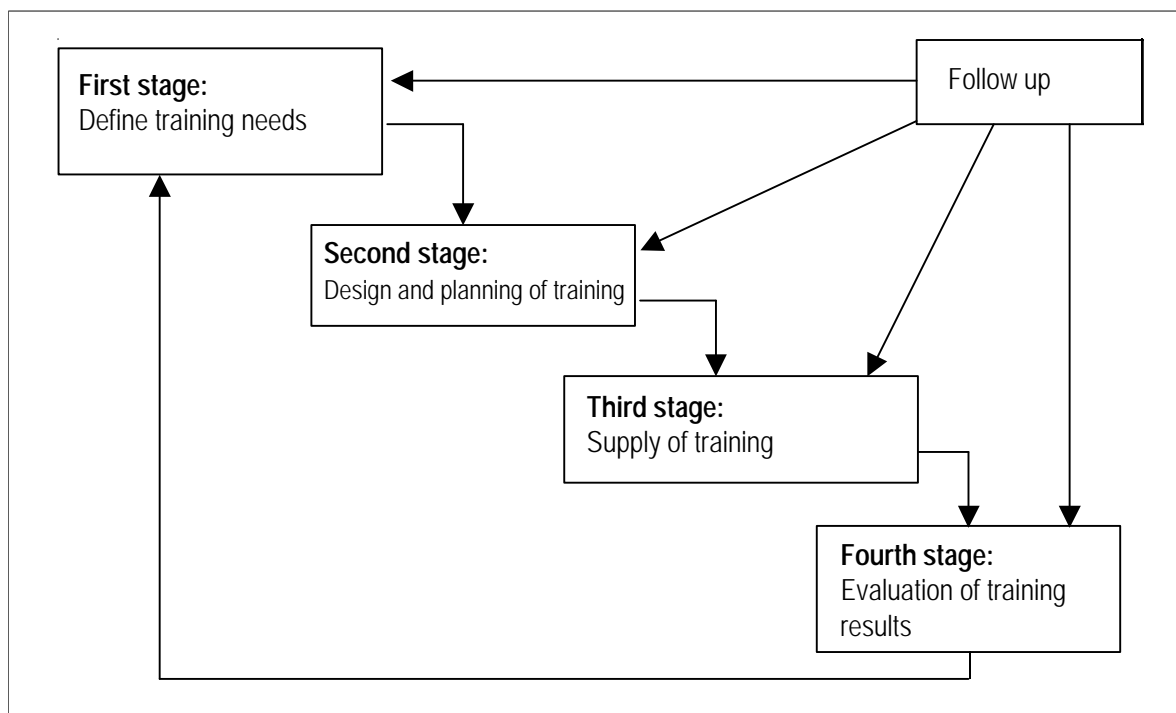 First stage:
Define training needs
Follow up
Second stage:
Design and planning of training
Third stage:
Supply of training
Fourth stage:
Evaluation of training
results